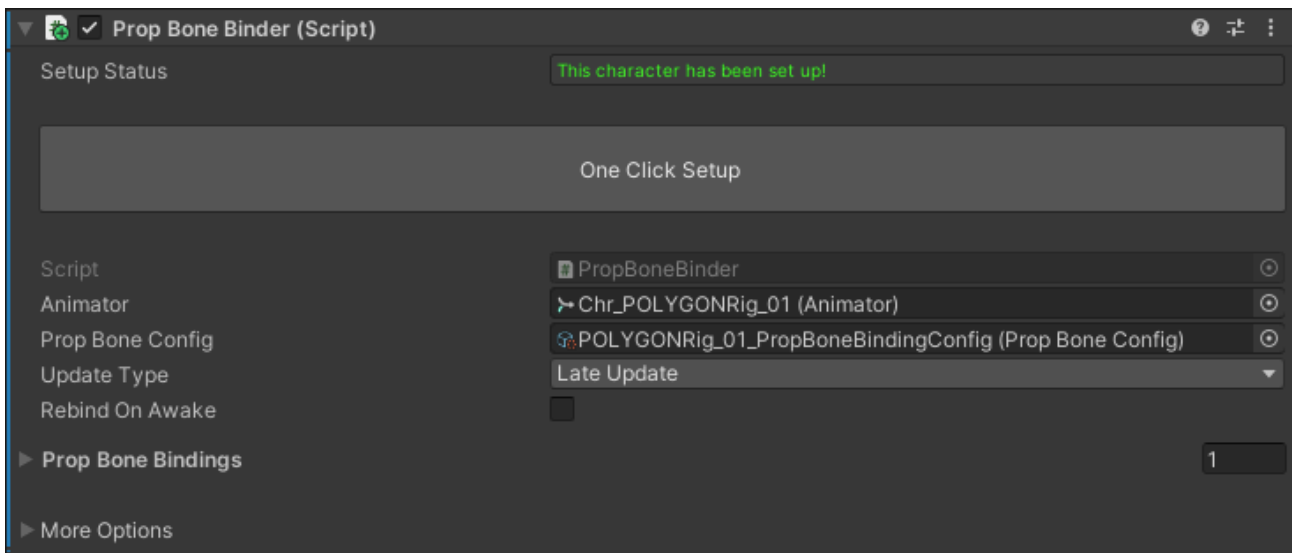 Prop Bone Binder (Script)
Setup Status This character has been set up!
One Click Setup
Script PropBoneBinder
Animator Chr_POLYGONRig_01 (Animator)
Prop Bone Config POLYGONRig_01_PropBoneBindingConfig (Prop Bone Config)
Update Type Late Update
Rebind On Awake
Prop Bone Bindings 1
More Options